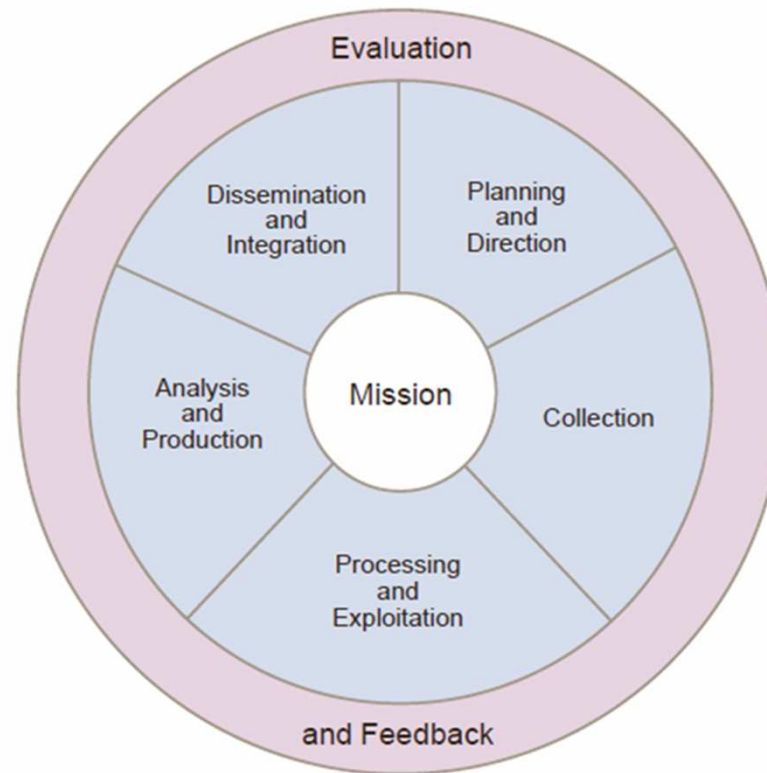 Evaluation
Dissemination
and
Integration
Planning
and
Direction
Analysis
and
Production
Mission
Collection
Processing
and
Exploitation
and Feedback